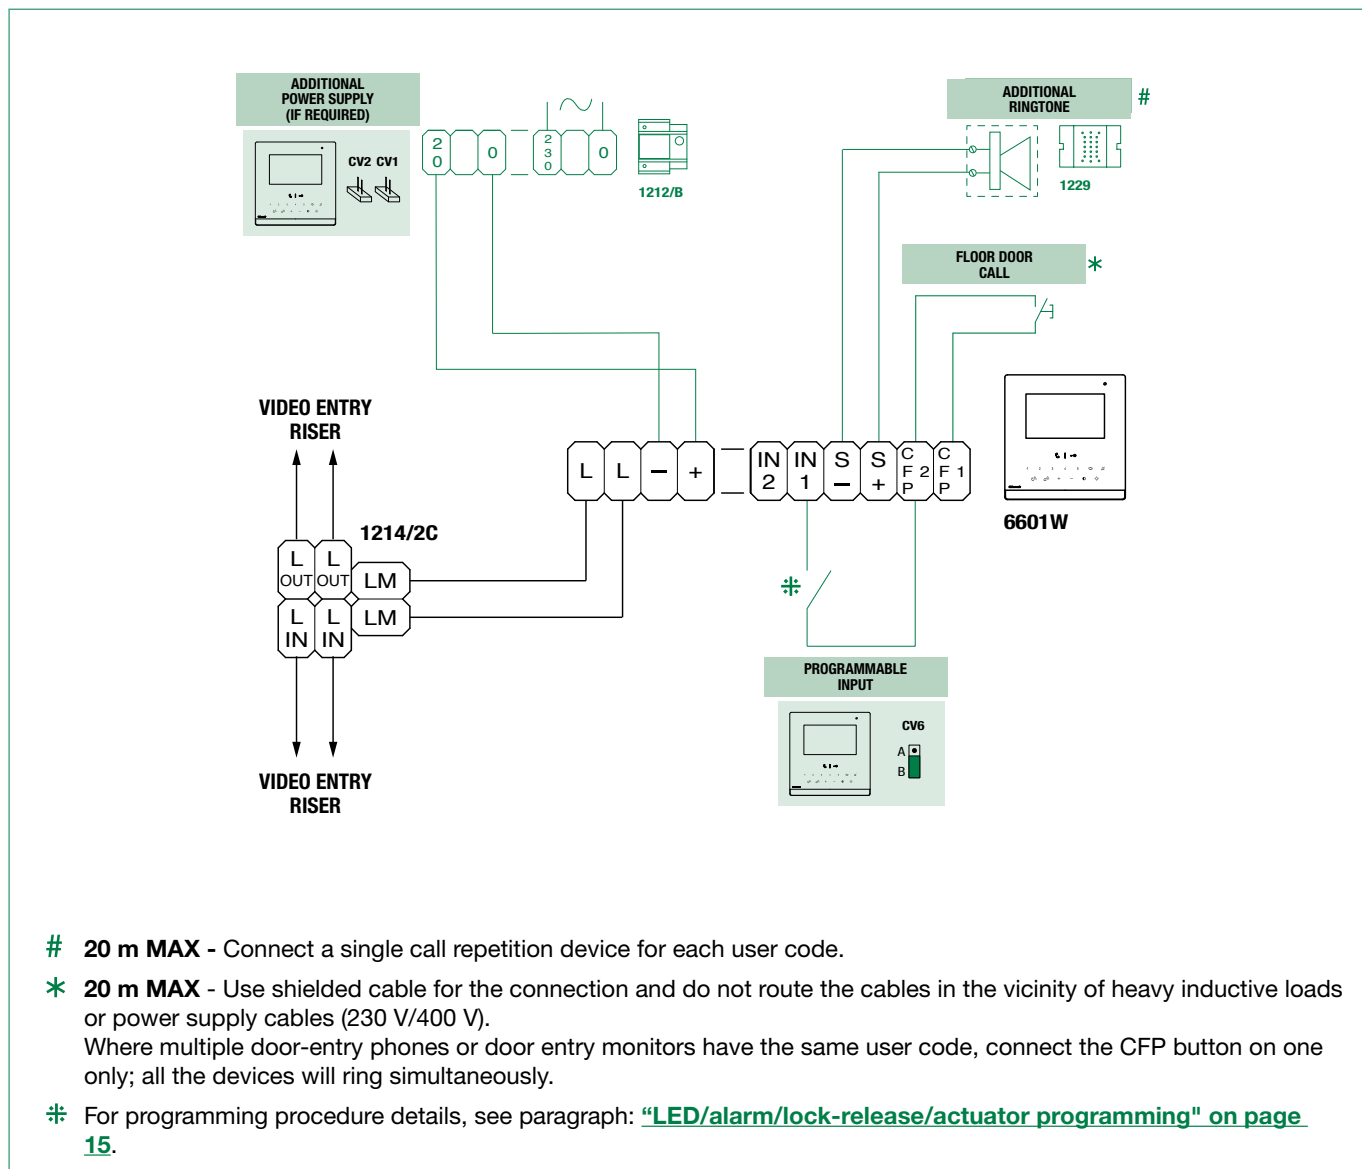 ADDITIONAL
POWER SUPPLY
(IF REQUIRED)
CV2 CV1
20
0
230
0
1212/B
ADDITIONAL
RINGTONE
#
1229
FLOOR DOOR
CALL
*
VIDEO ENTRY
RISER
L
L
−
+
IN 2
IN 1
S −
S +
CFP 2
CFP 1
6601W
1214/2C
L OUT
L OUT
LM
L IN
L IN
LM
VIDEO ENTRY
RISER
PROGRAMMABLE
INPUT
CV6
A
B
# 20 m MAX - Connect a single call repetition device for each user code.
* 20 m MAX - Use shielded cable for the connection and do not route the cables in the vicinity of heavy inductive loads
or power supply cables (230 V/400 V).
Where multiple door-entry phones or door entry monitors have the same user code, connect the CFP button on one
only; all the devices will ring simultaneously.
⁜ For programming procedure details, see paragraph: “LED/alarm/lock-release/actuator programming" on page
15.